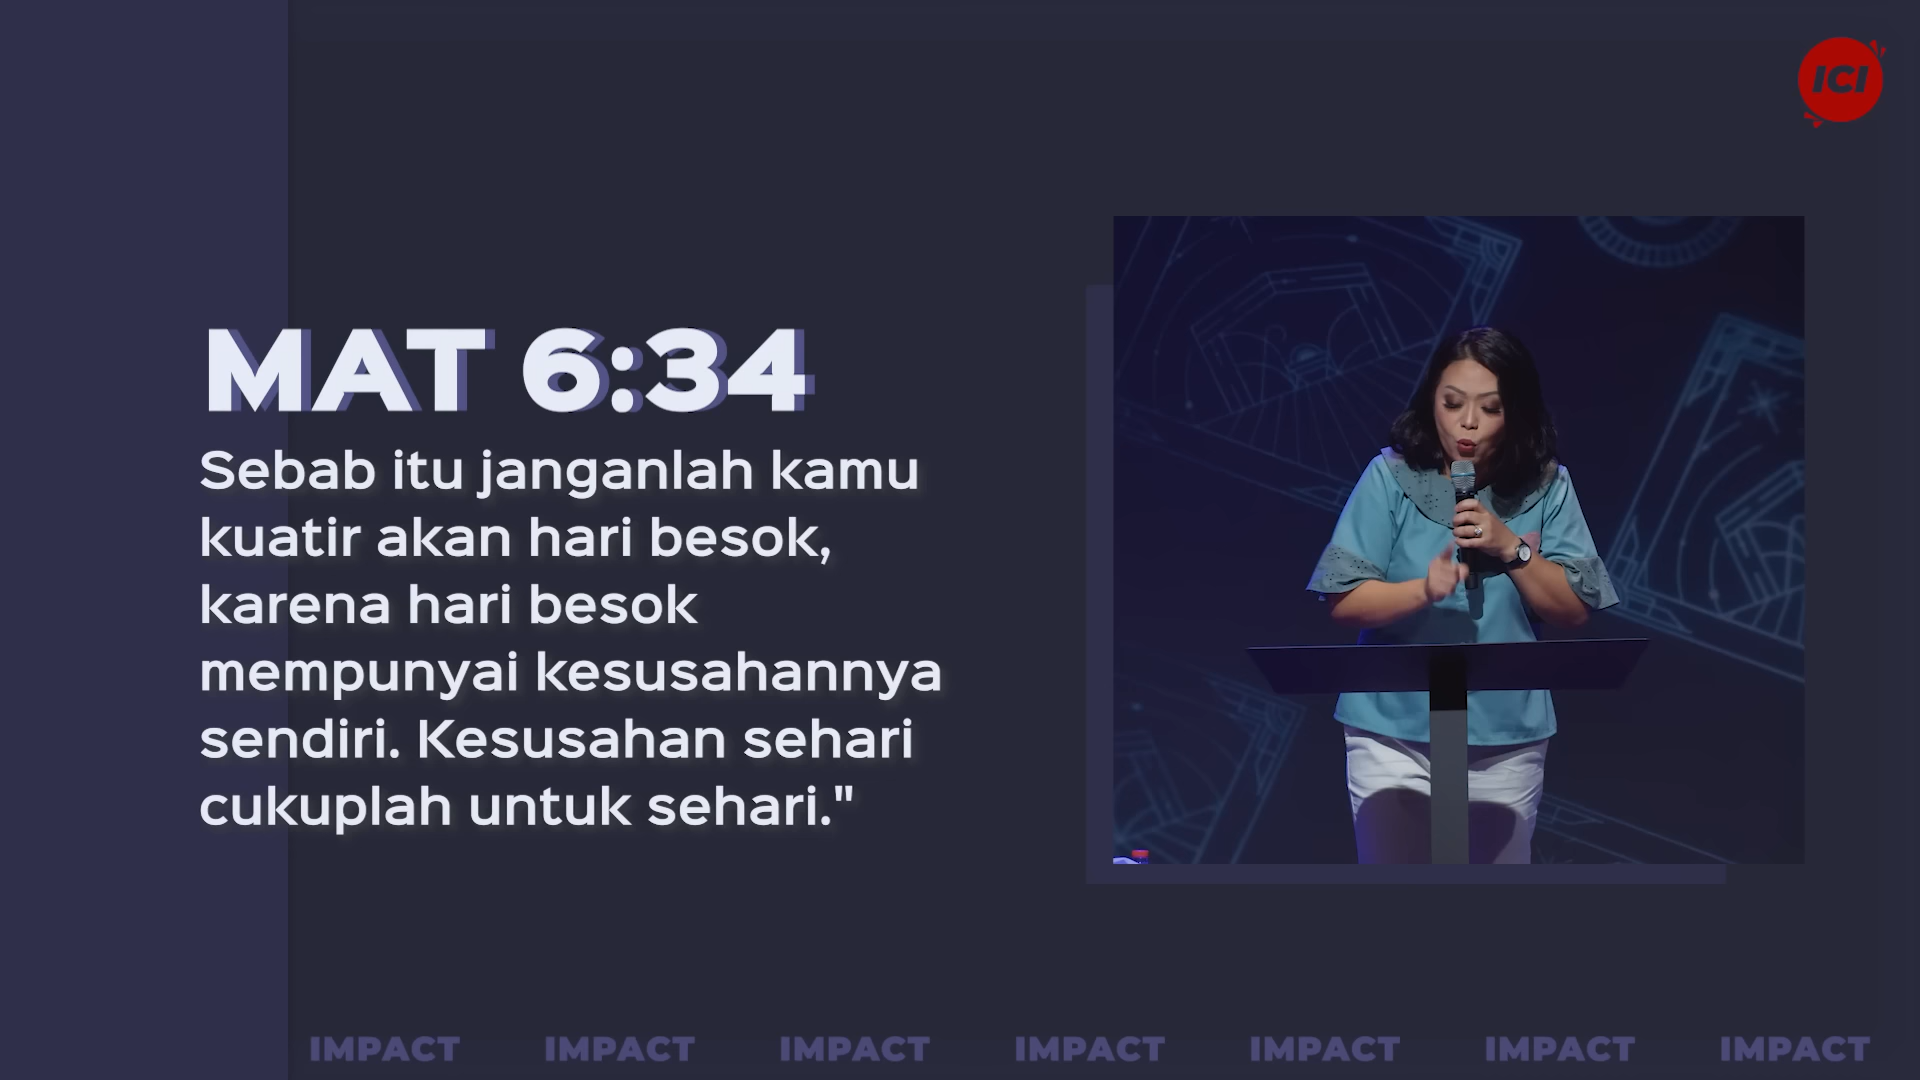 ICI
MAT 6:34
Sebab itu janganlah kamu
kuatir akan hari besok,
karena hari besok
mempunyai kesusahannya
sendiri. Kesusahan sehari
cukuplah untuk sehari."
IMPACT IMPACT IMPACT IMPACT IMPACT IMPACT IMPACT